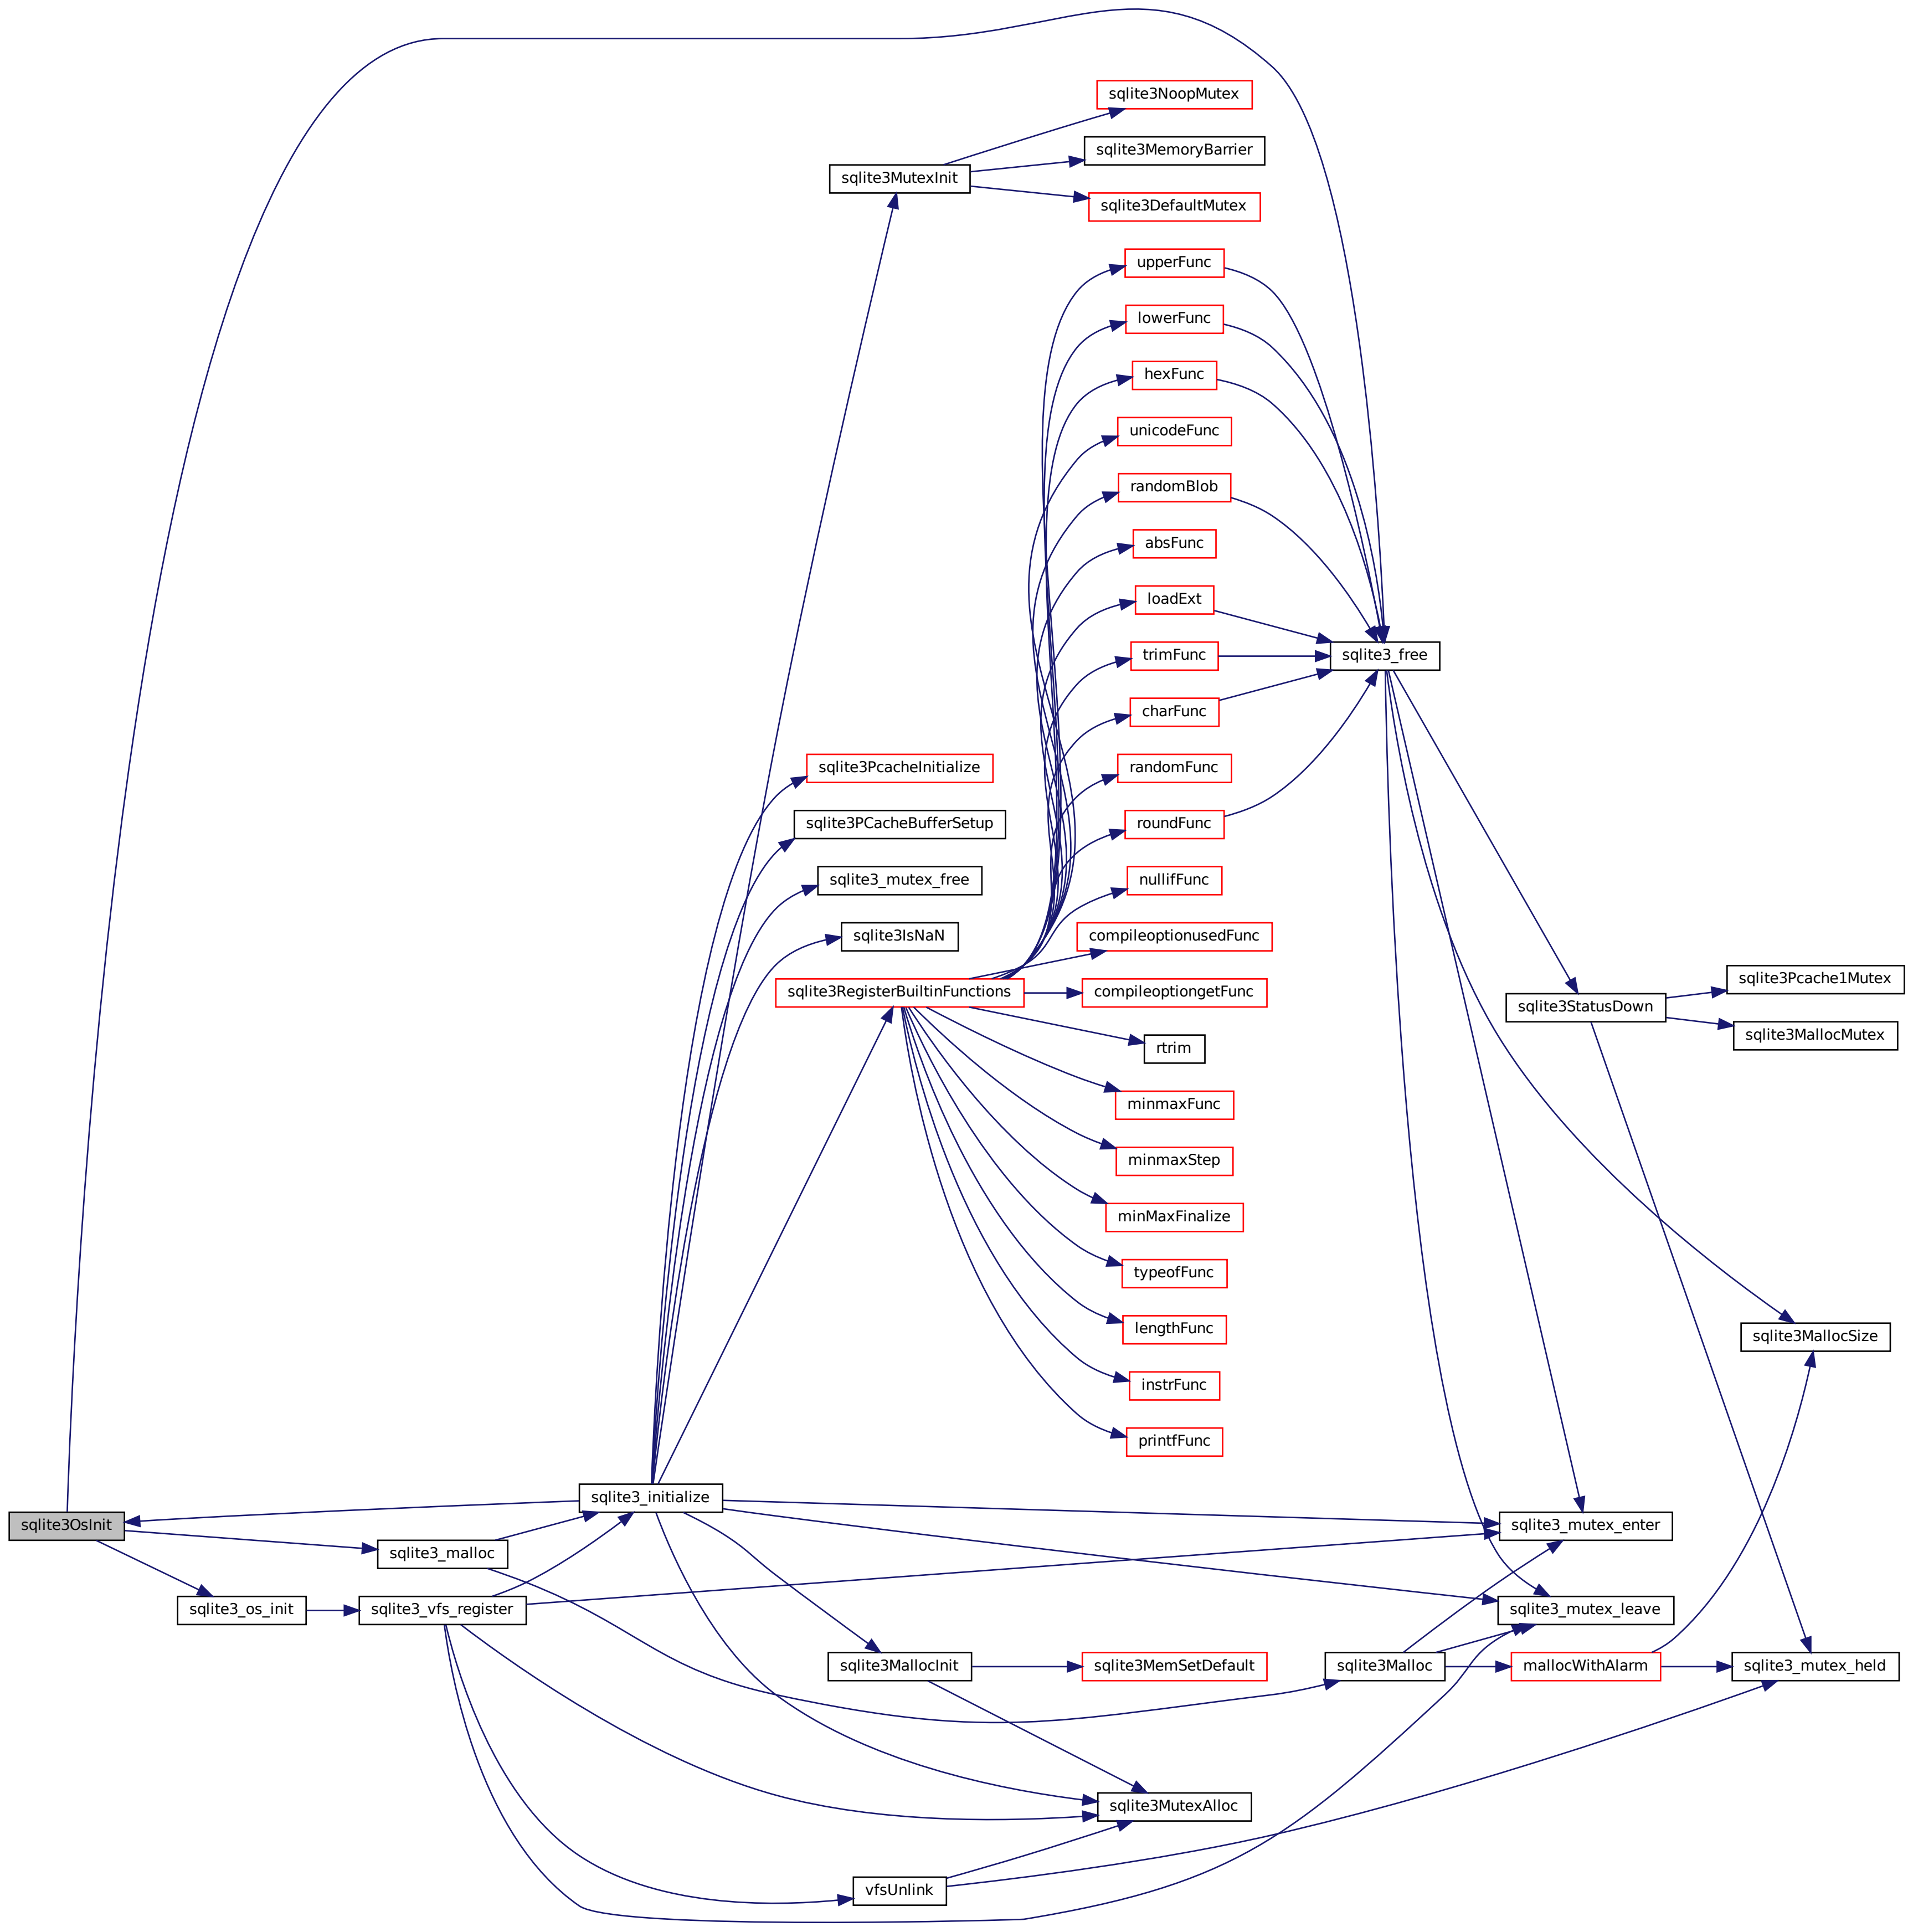 sqlite3NoopMutex
sqlite3MemoryBarrier
sqlite3MutexInit
sqlite3DefaultMutex
upperFunc
lowerFunc
hexFunc
unicodeFunc
randomBlob
absFunc
loadExt
trimFunc
sqlite3_free
charFunc
sqlite3PcacheInitialize
randomFunc
sqlite3PCacheBufferSetup
roundFunc
sqlite3_mutex_free
nullifFunc
sqlite3IsNaN
compileoptionusedFunc
sqlite3Pcache1Mutex
sqlite3RegisterBuiltinFunctions
compileoptiongetFunc
sqlite3StatusDown
sqlite3MallocMutex
rtrim
minmaxFunc
minmaxStep
minMaxFinalize
typeofFunc
lengthFunc
sqlite3MallocSize
instrFunc
printfFunc
sqlite3_initialize
sqlite3OsInit
sqlite3_mutex_enter
sqlite3_malloc
sqlite3_os_init
sqlite3_vfs_register
sqlite3_mutex_leave
sqlite3MallocInit
sqlite3MemSetDefault
sqlite3Malloc
mallocWithAlarm
sqlite3_mutex_held
sqlite3MutexAlloc
vfsUnlink